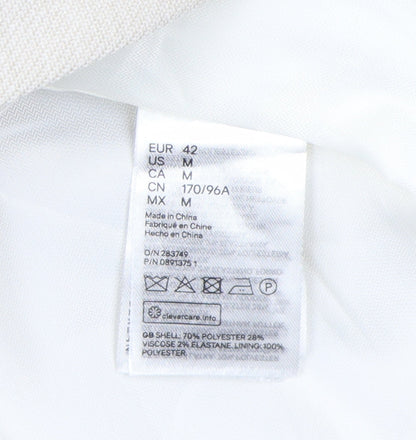 EUR 42
US M
CA M
CN 170/96A
MX M
Made in China
Fabriqué en Chine
Hecho en China
O/N 283749
P/N 0891375 1
P
clevercare.info
GB SHELL: 70% POLYESTER 28%
VISCOSE 2% ELASTANE. LINING: 100%
POLYESTER.